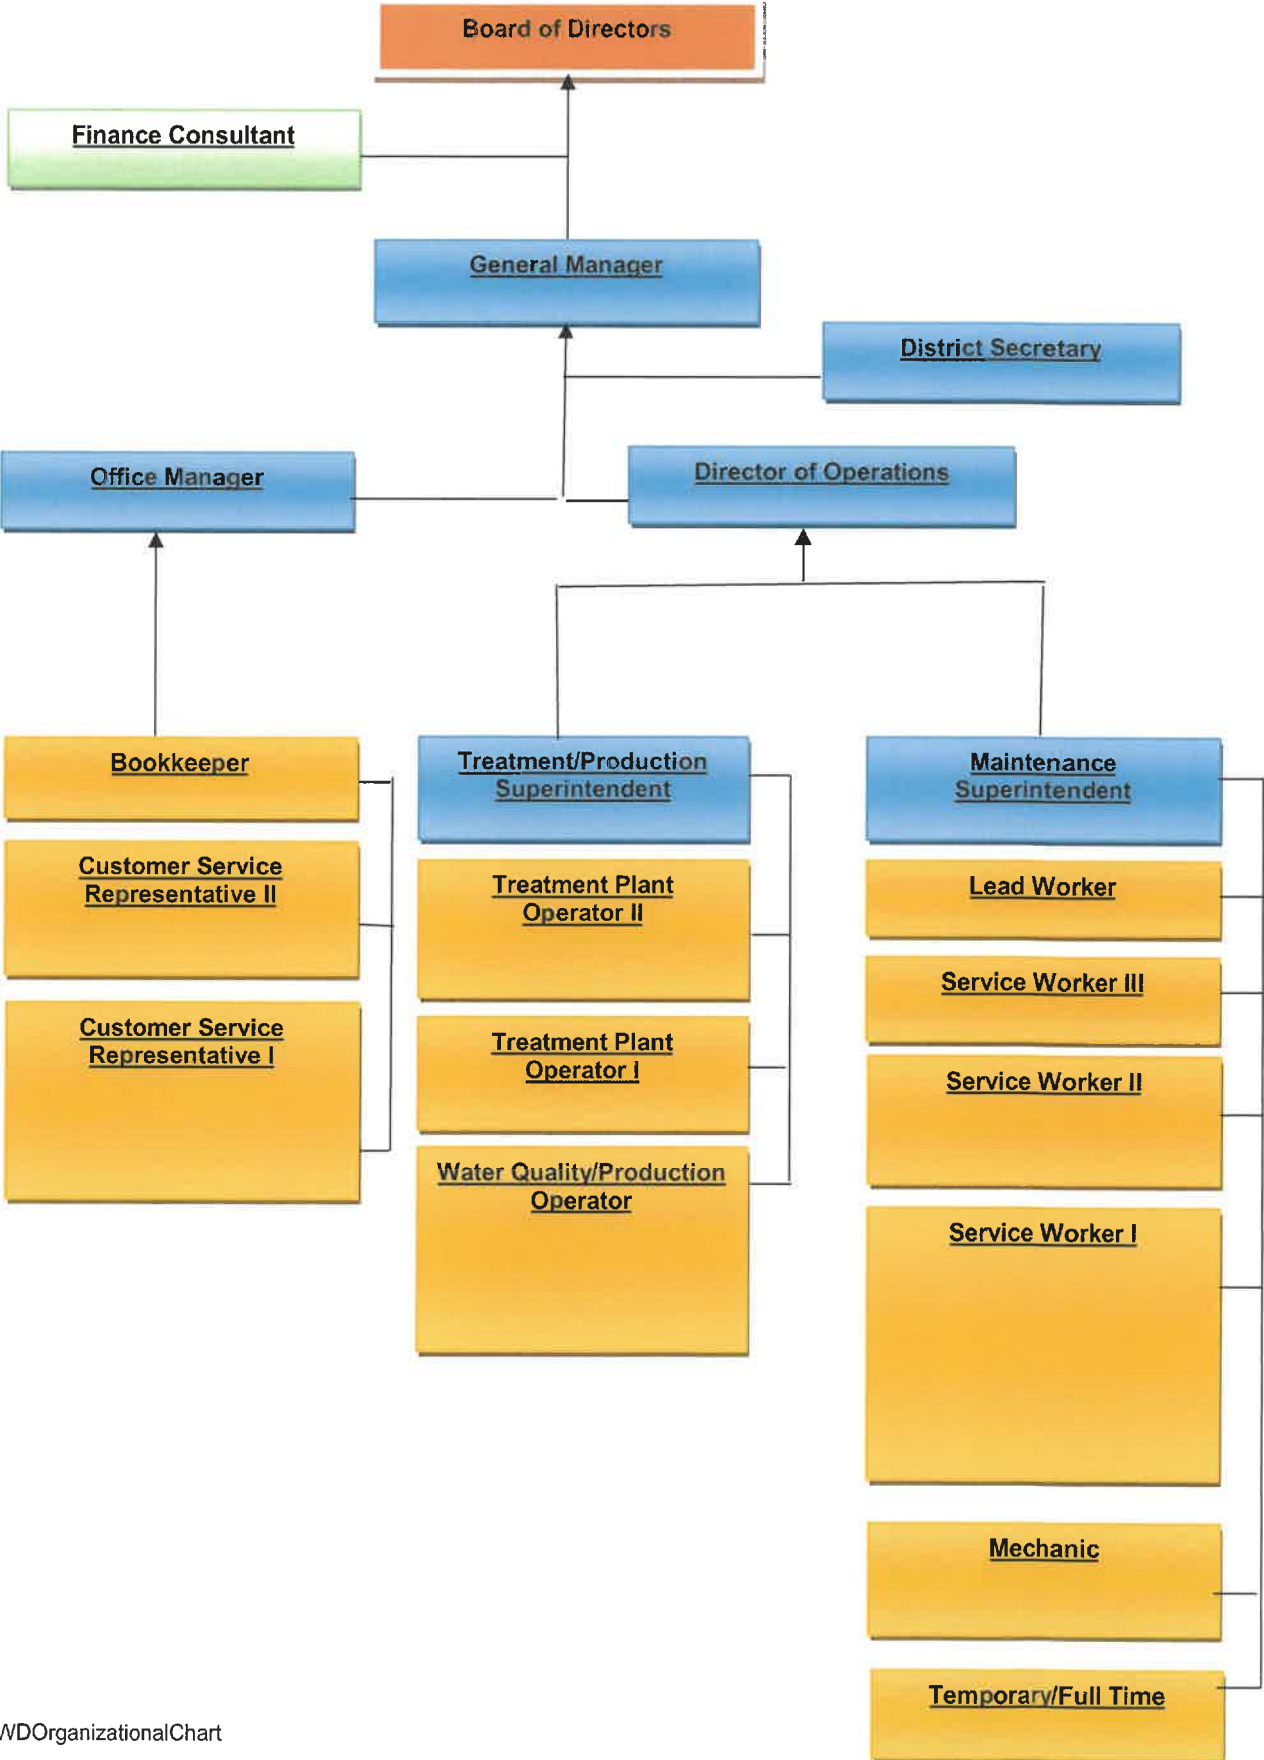 Board of Directors
Finance Consultant
General Manager
District Secretary
Office Manager
Director of Operations
Bookkeeper
Customer Service
Representative II
Customer Service
Representative I
Treatment/Production
Superintendent
Treatment Plant
Operator II
Treatment Plant
Operator I
Water Quality/Production
Operator
Maintenance
Superintendent
Lead Worker
Service Worker III
Service Worker II
Service Worker I
Mechanic
Temporary/Full Time
WDOrganizationalChart